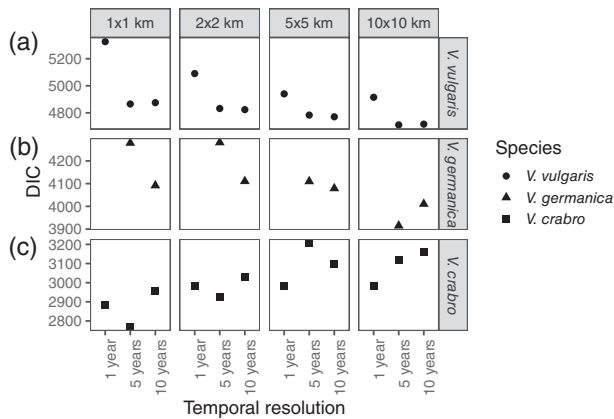 1x1 km 2x2 km 5x5 km 10x10 km
(a)
5200
5000
4800
V. vulgaris
(b)
4200
4100
4000
3900
V. germanica
DIC
(c)
3200
3100
3000
2900
2800
V. crabro
1 year 5 years 10 years 1 year 5 years 10 years 1 year 5 years 10 years 1 year 5 years 10 years
Temporal resolution
Species
V. vulgaris
V. germanica
V. crabro